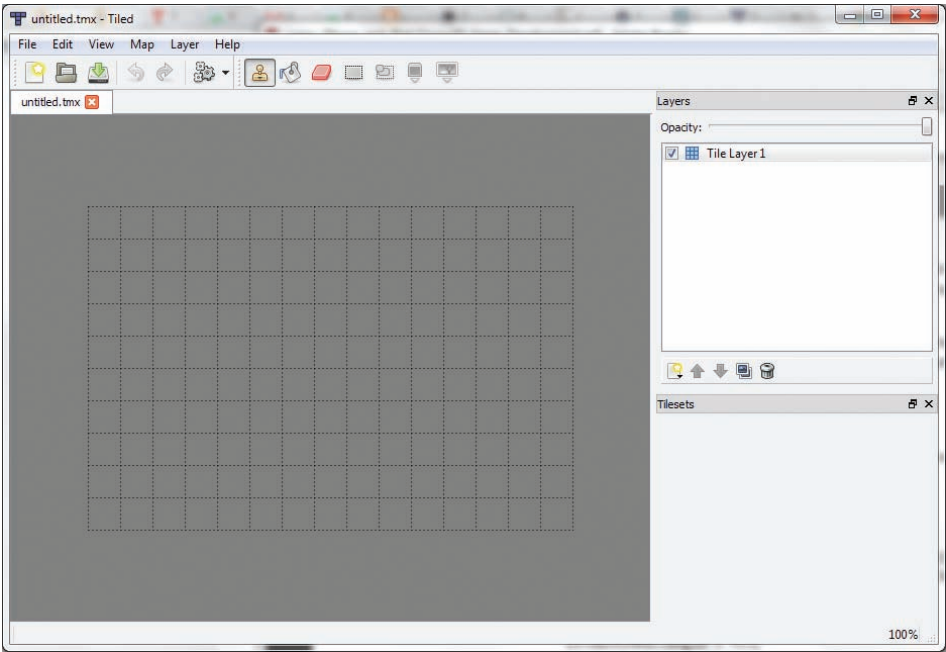 untitled.tmx - Tiled
File Edit View Map Layer Help
untitled.tmx
Layers
Opacity:
Tile Layer 1
Tilesets
100%